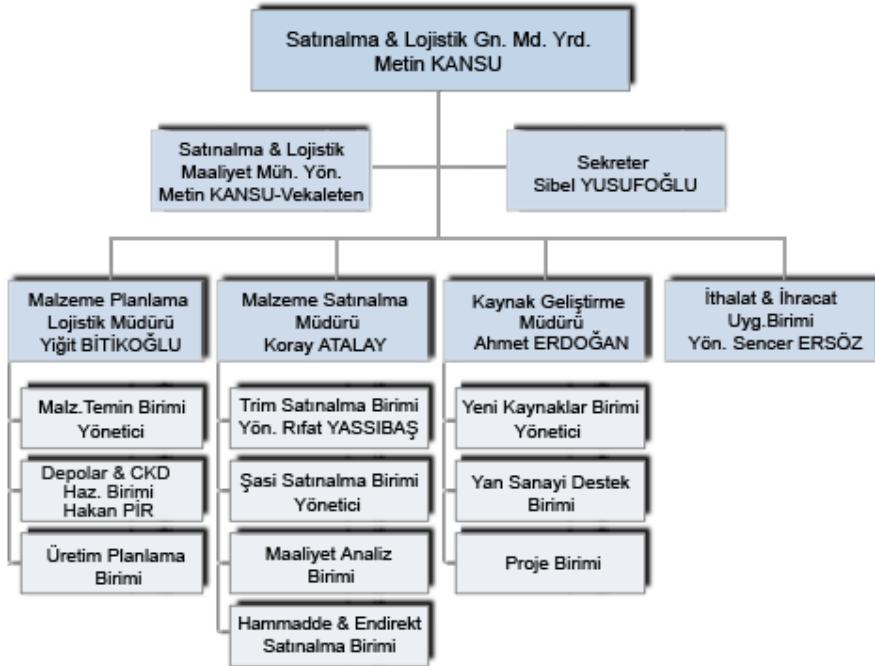 Satınalma & Lojistik Gn. Md. Yrd.
Metin KANSU
Satınalma & Lojistik
Maaliyet Müh. Yön.
Metin KANSU-Vekaleten
Sekreter
Sibel YUSUFOĞLU
Malzeme Planlama
Lojistik Müdürü
Yiğit BİTİKOĞLU
Malz.Temin Birimi
Yönetici
Depolar & CKD
Haz. Birimi
Hakan PİR
Üretim Planlama
Birimi
Malzeme Satınalma
Müdürü
Koray ATALAY
Trim Satınalma Birimi
Yön. Rıfat YASSIBAŞ
Şasi Satınalma Birimi
Yönetici
Maaliyet Analiz
Birimi
Hammadde & Endirekt
Satınalma Birimi
Kaynak Geliştirme
Müdürü
Ahmet ERDOĞAN
Yeni Kaynaklar Birimi
Yönetici
Yan Sanayi Destek
Birimi
Proje Birimi
İthalat & İhracat
Uyg.Birimi
Yön. Sencer ERSÖZ